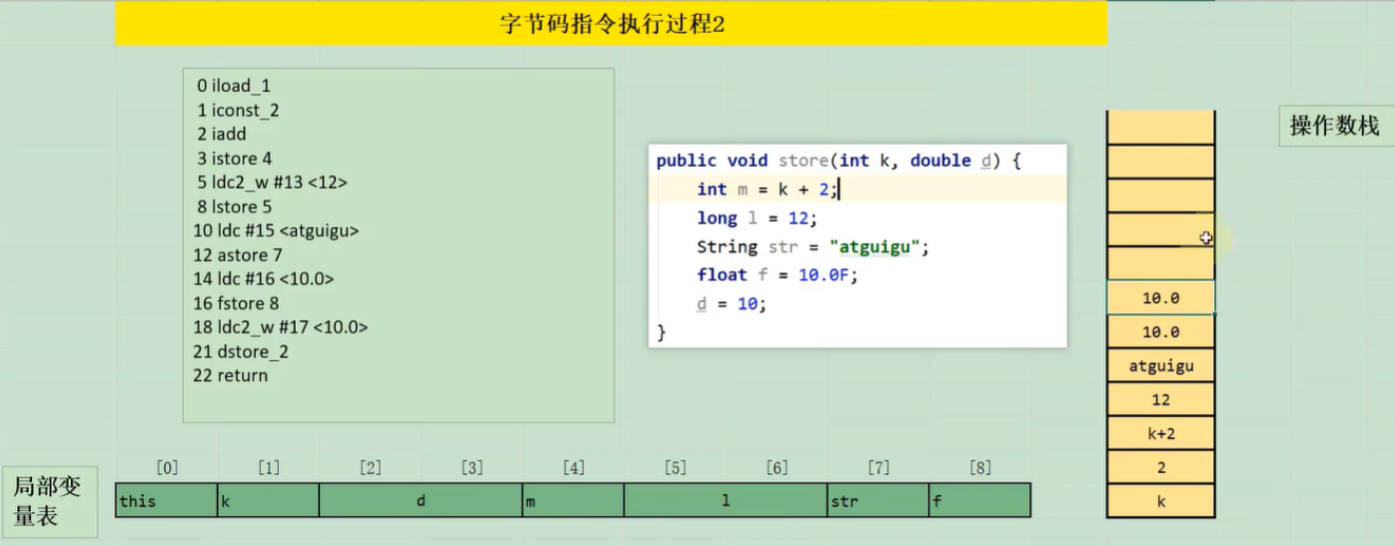 字节码指令执行过程2
0 iload_1
1 iconst_2
2 iadd
3 istore 4
5 ldc2_w #13 <12>
8 lstore 5
10 ldc #15 <atguigu>
12 astore 7
14 ldc #16 <10.0>
16 fstore 8
18 ldc2_w #17 <10.0>
21 dstore_2
22 return
public void store(int k, double d) {
int m = k + 2;
long l = 12;
String str = "atguigu";
float f = 10.0F;
d = 10;
}
操作数栈
10.0
10.0
atguigu
12
k+2
2
k
局部变
量表
[0] [1] [2] [3] [4] [5] [6] [7] [8]
this k d m l str f